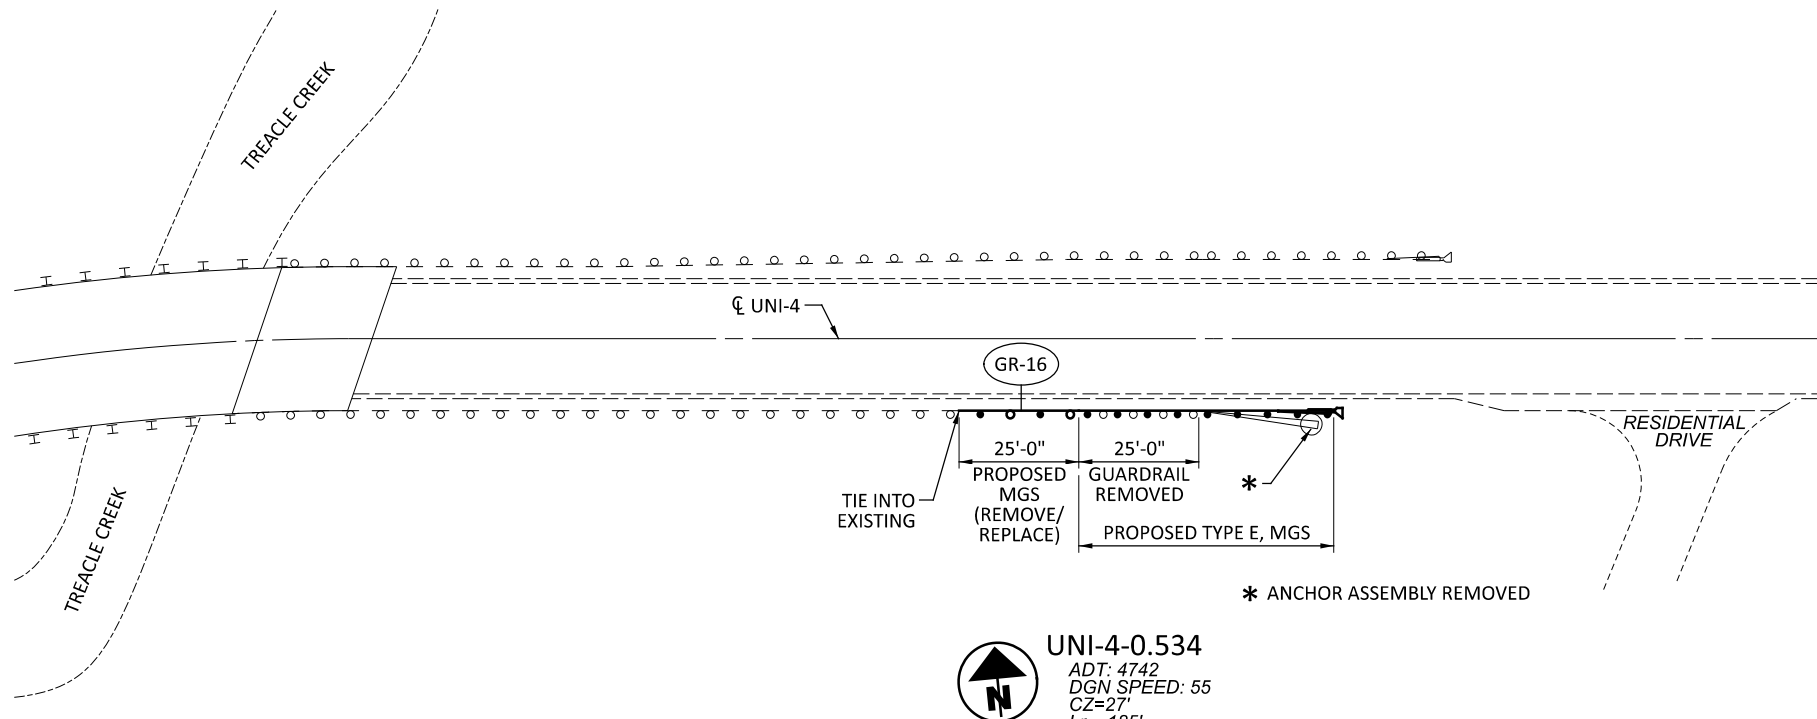 TREACLE CREEK
℄ UNI-4
GR-16
RESIDENTIAL
DRIVE
25'-0"
25'-0"
PROPOSED
MGS
(REMOVE/
REPLACE)
GUARDRAIL
REMOVED
*
TIE INTO
EXISTING
PROPOSED TYPE E, MGS
TREACLE CREEK
* ANCHOR ASSEMBLY REMOVED
N
UNI-4-0.534
ADT: 4742
DGN SPEED: 55
CZ=27'